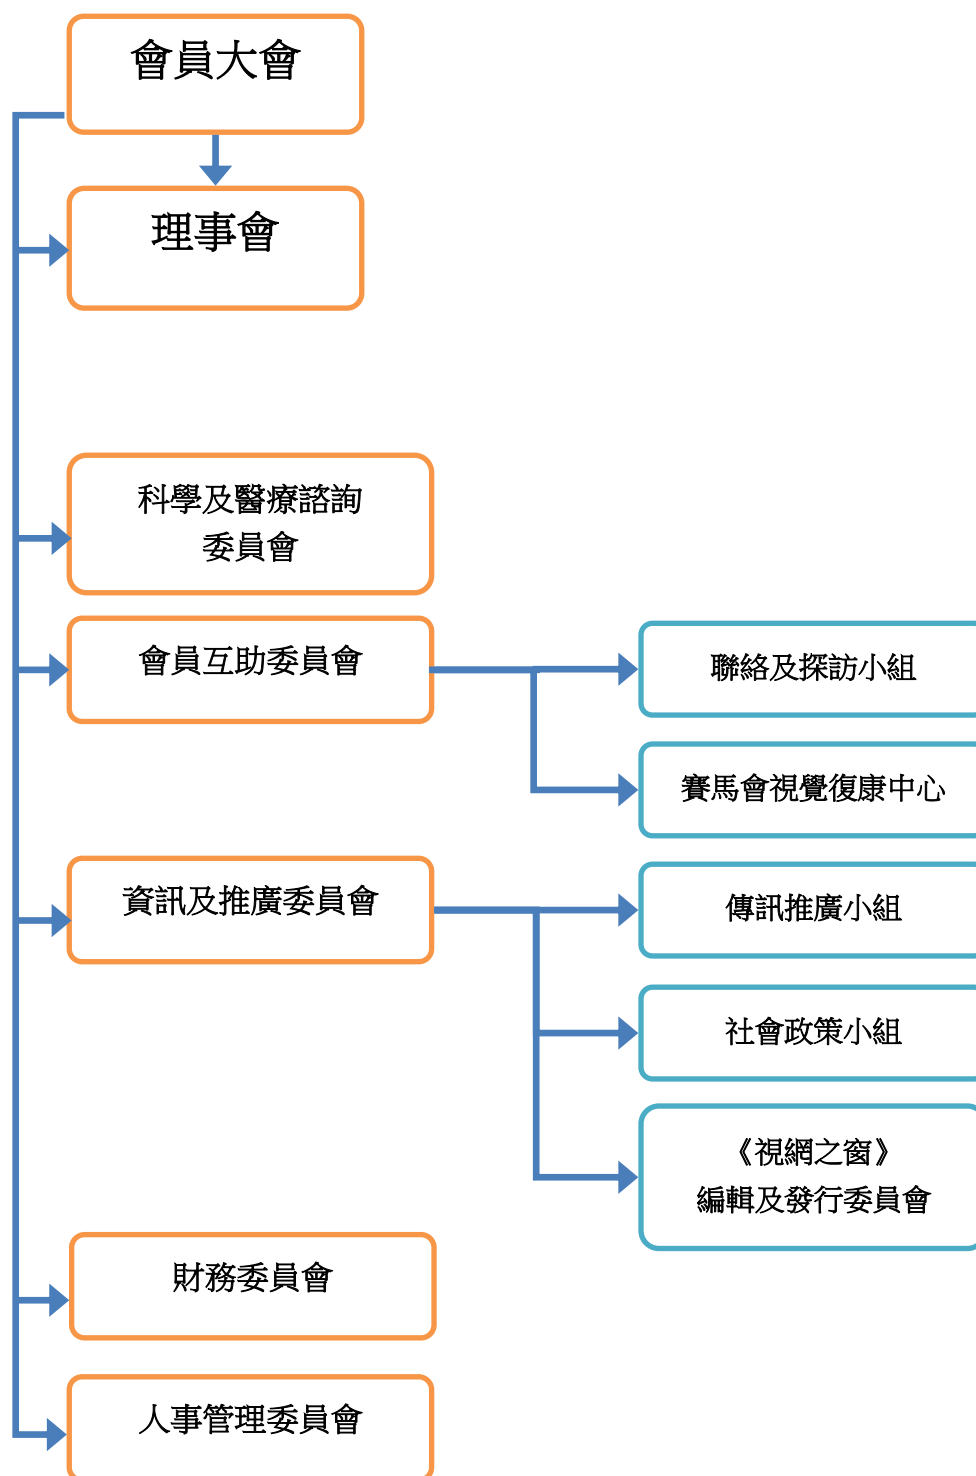 會員大會
理事會
科學及醫療諮詢
委員會
會員互助委員會
聯絡及探訪小組
賽馬會視覺復康中心
資訊及推廣委員會
傳訊推廣小組
社會政策小組
《視網之窗》
編輯及發行委員會
財務委員會
人事管理委員會